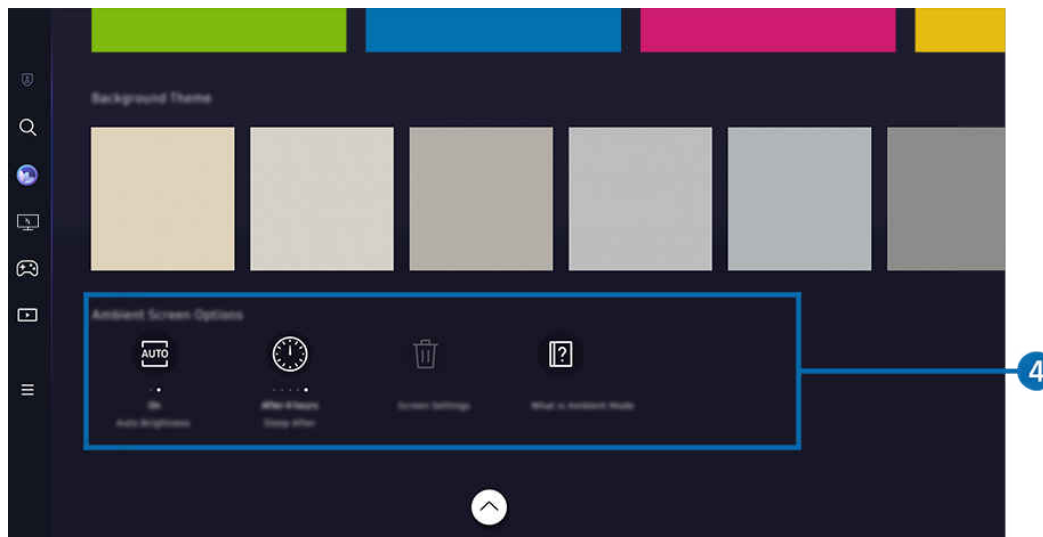 Background Theme
Ambient Screen Options
AUTO
4
On
After 8 hours
Screen Settings
What is Ambient Mode
Auto Brightness
Sleep After